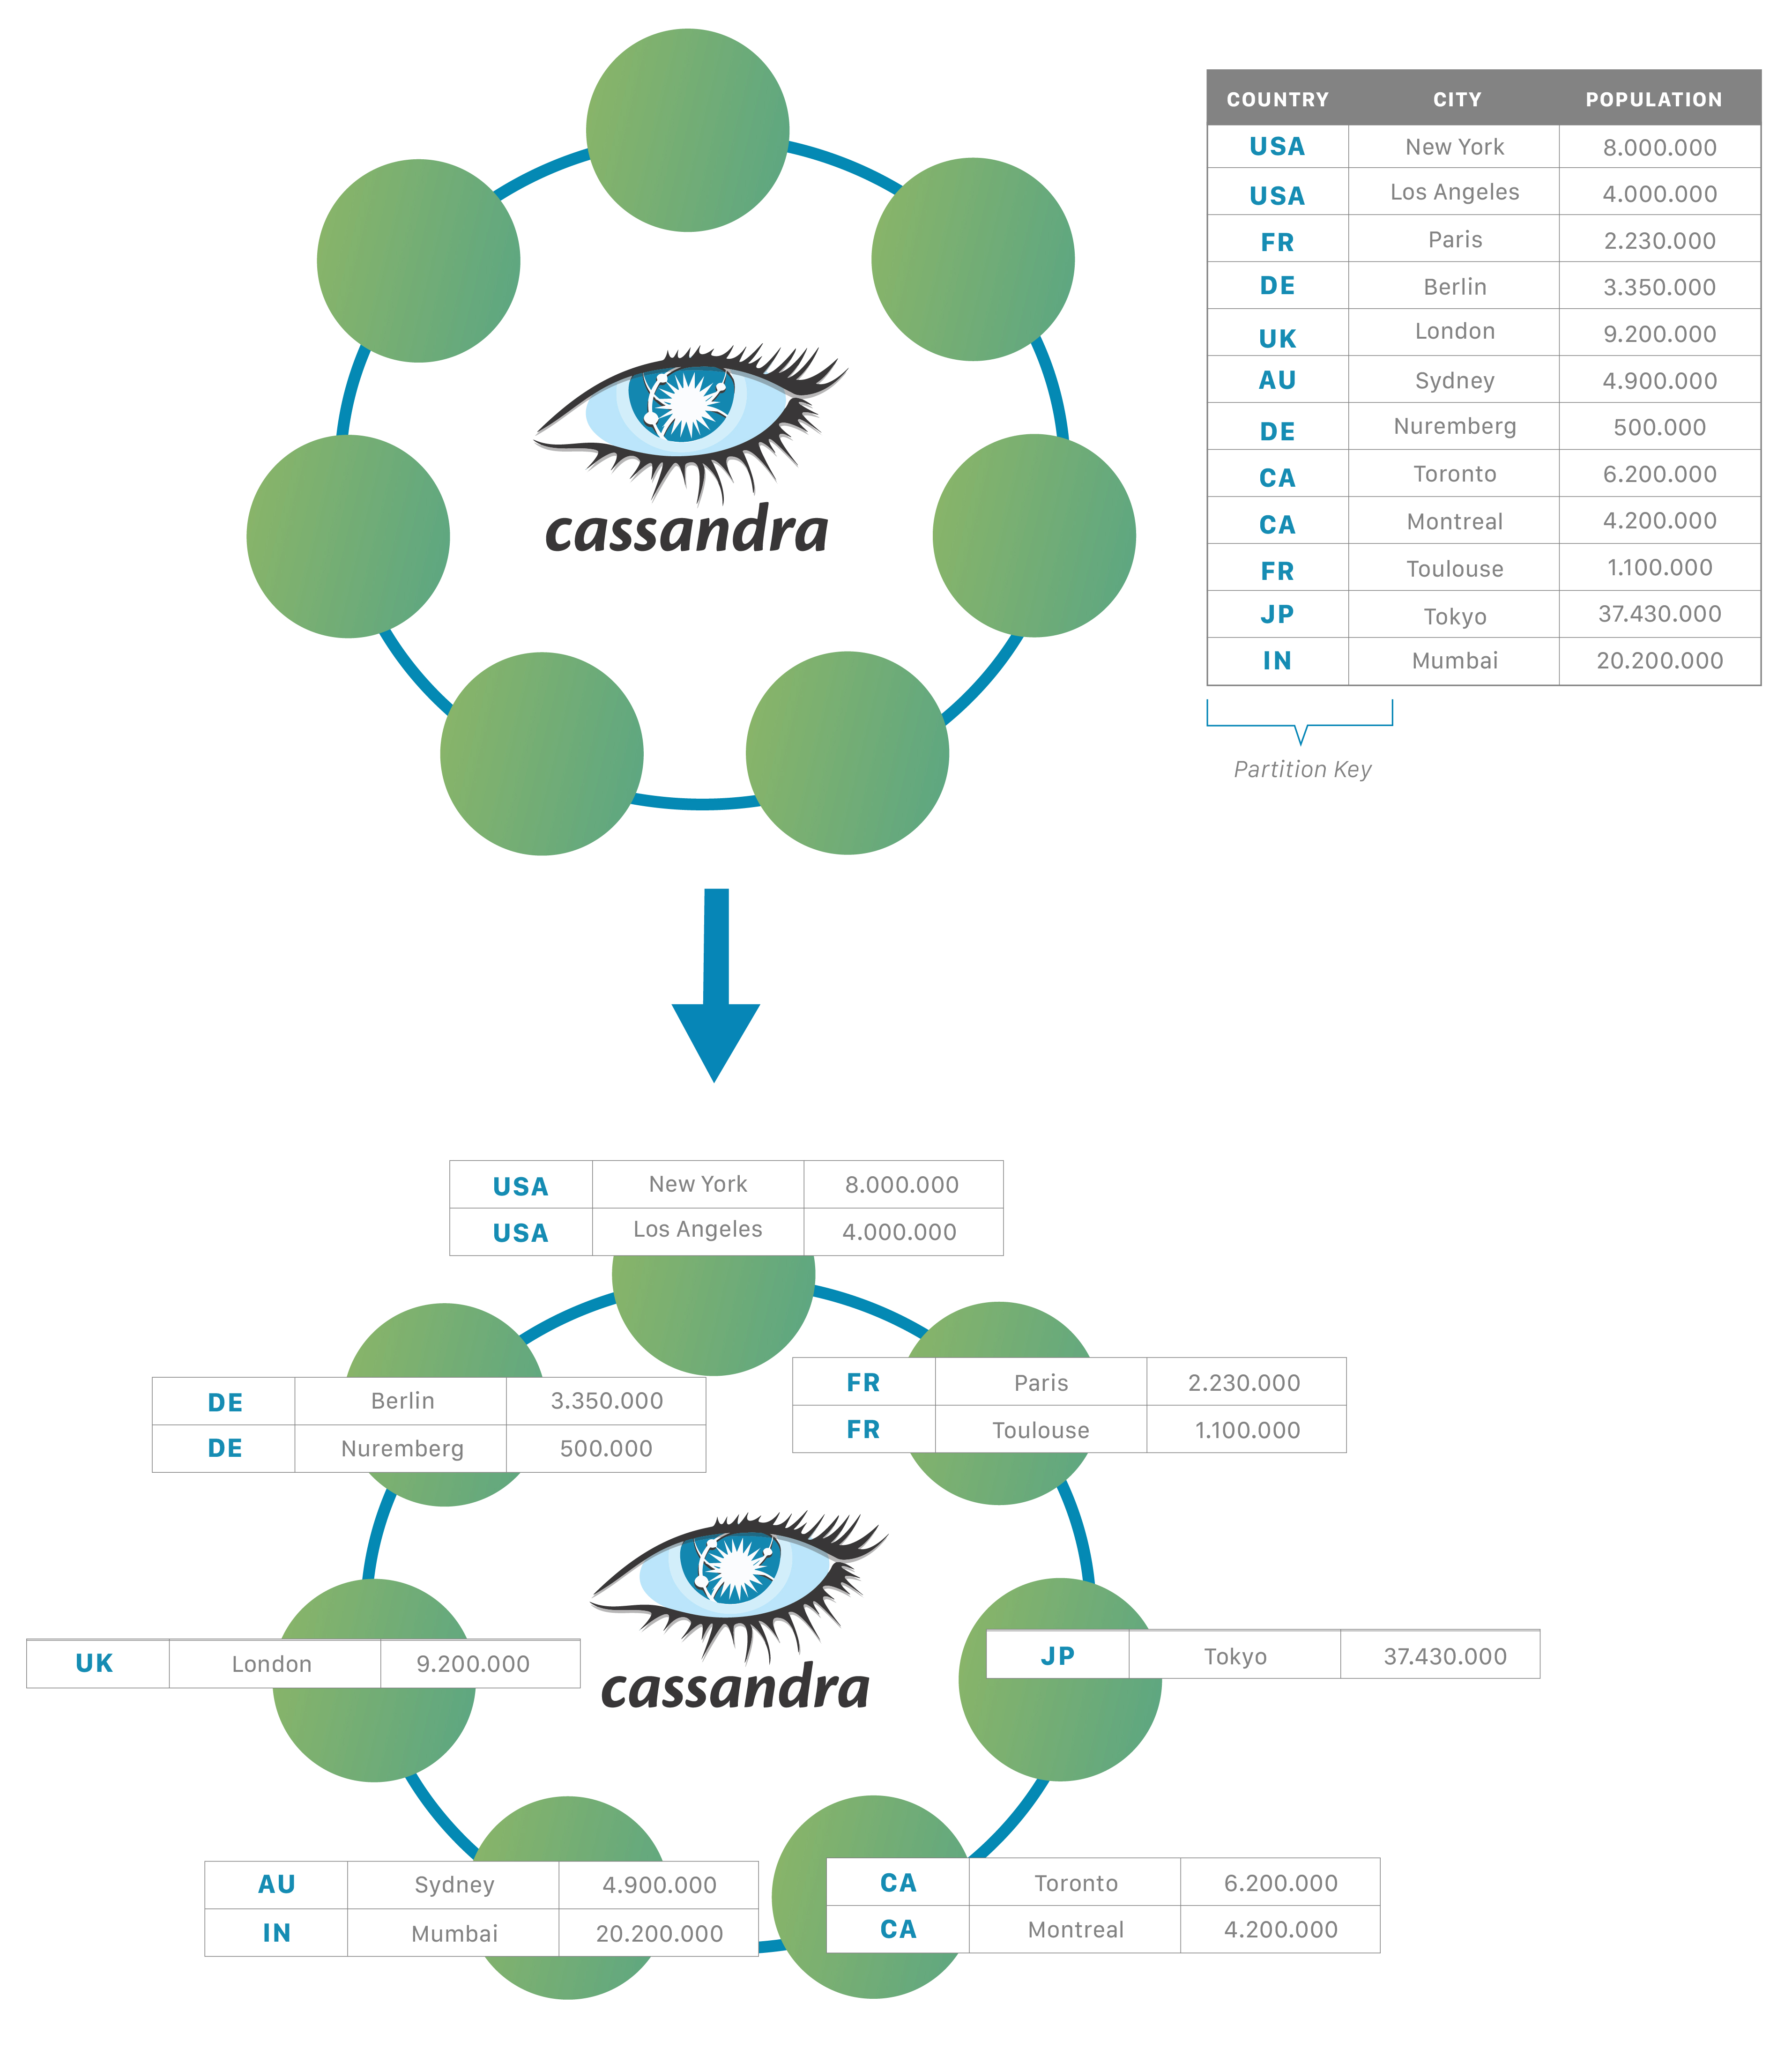 COUNTRY CITY POPULATION
USA New York 8.000.000
USA Los Angeles 4.000.000
FR Paris 2.230.000
DE Berlin 3.350.000
UK London 9.200.000
AU Sydney 4.900.000
DE Nuremberg 500.000
CA Toronto 6.200.000
CA Montreal 4.200.000
FR Toulouse 1.100.000
JP Tokyo 37.430.000
IN Mumbai 20.200.000
Partition Key
cassandra
USA New York 8.000.000
USA Los Angeles 4.000.000
DE Berlin 3.350.000
DE Nuremberg 500.000
FR Paris 2.230.000
FR Toulouse 1.100.000
cassandra
UK London 9.200.000
JP Tokyo 37.430.000
AU Sydney 4.900.000
IN Mumbai 20.200.000
CA Toronto 6.200.000
CA Montreal 4.200.000